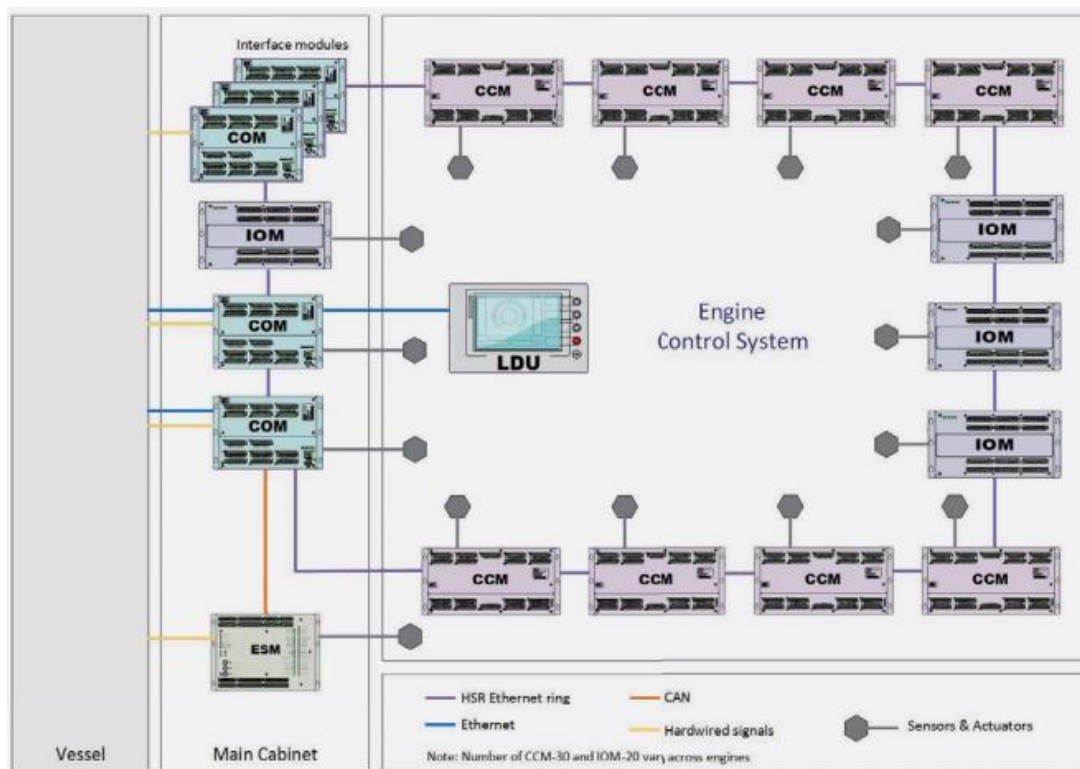 Interface modules
CCM
CCM
CCM
CCM
COM
IOM
IOM
COM
LDU
Engine
Control System
IOM
COM
IOM
CCM
CCM
CCM
CCM
ESM
HSR Ethernet ring
CAN
Ethernet
Hardwired signals
Sensors & Actuators
Vessel
Main Cabinet
Note: Number of CCM-30 and IOM-20 vary across engines